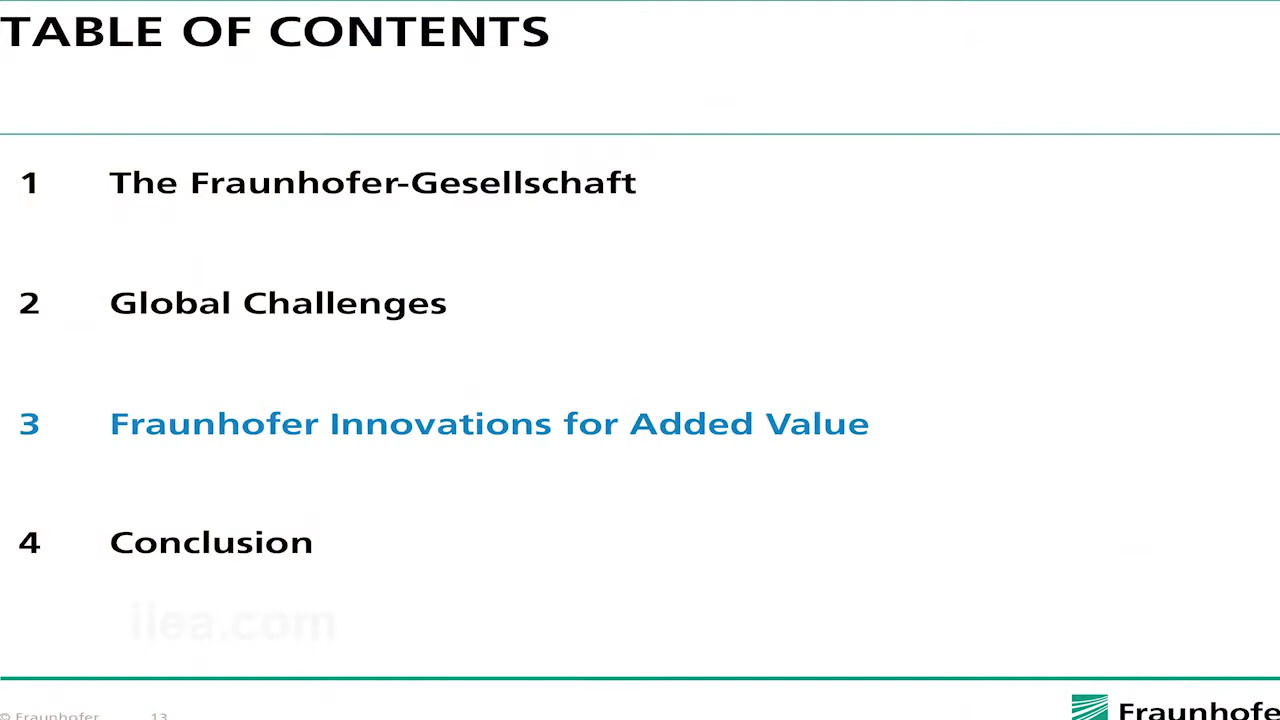 TABLE OF CONTENTS
1 The Fraunhofer-Gesellschaft
2 Global Challenges
3 Fraunhofer Innovations for Added Value
4 Conclusion
iiea.com
© Fraunhofer 13
Fraunhofe